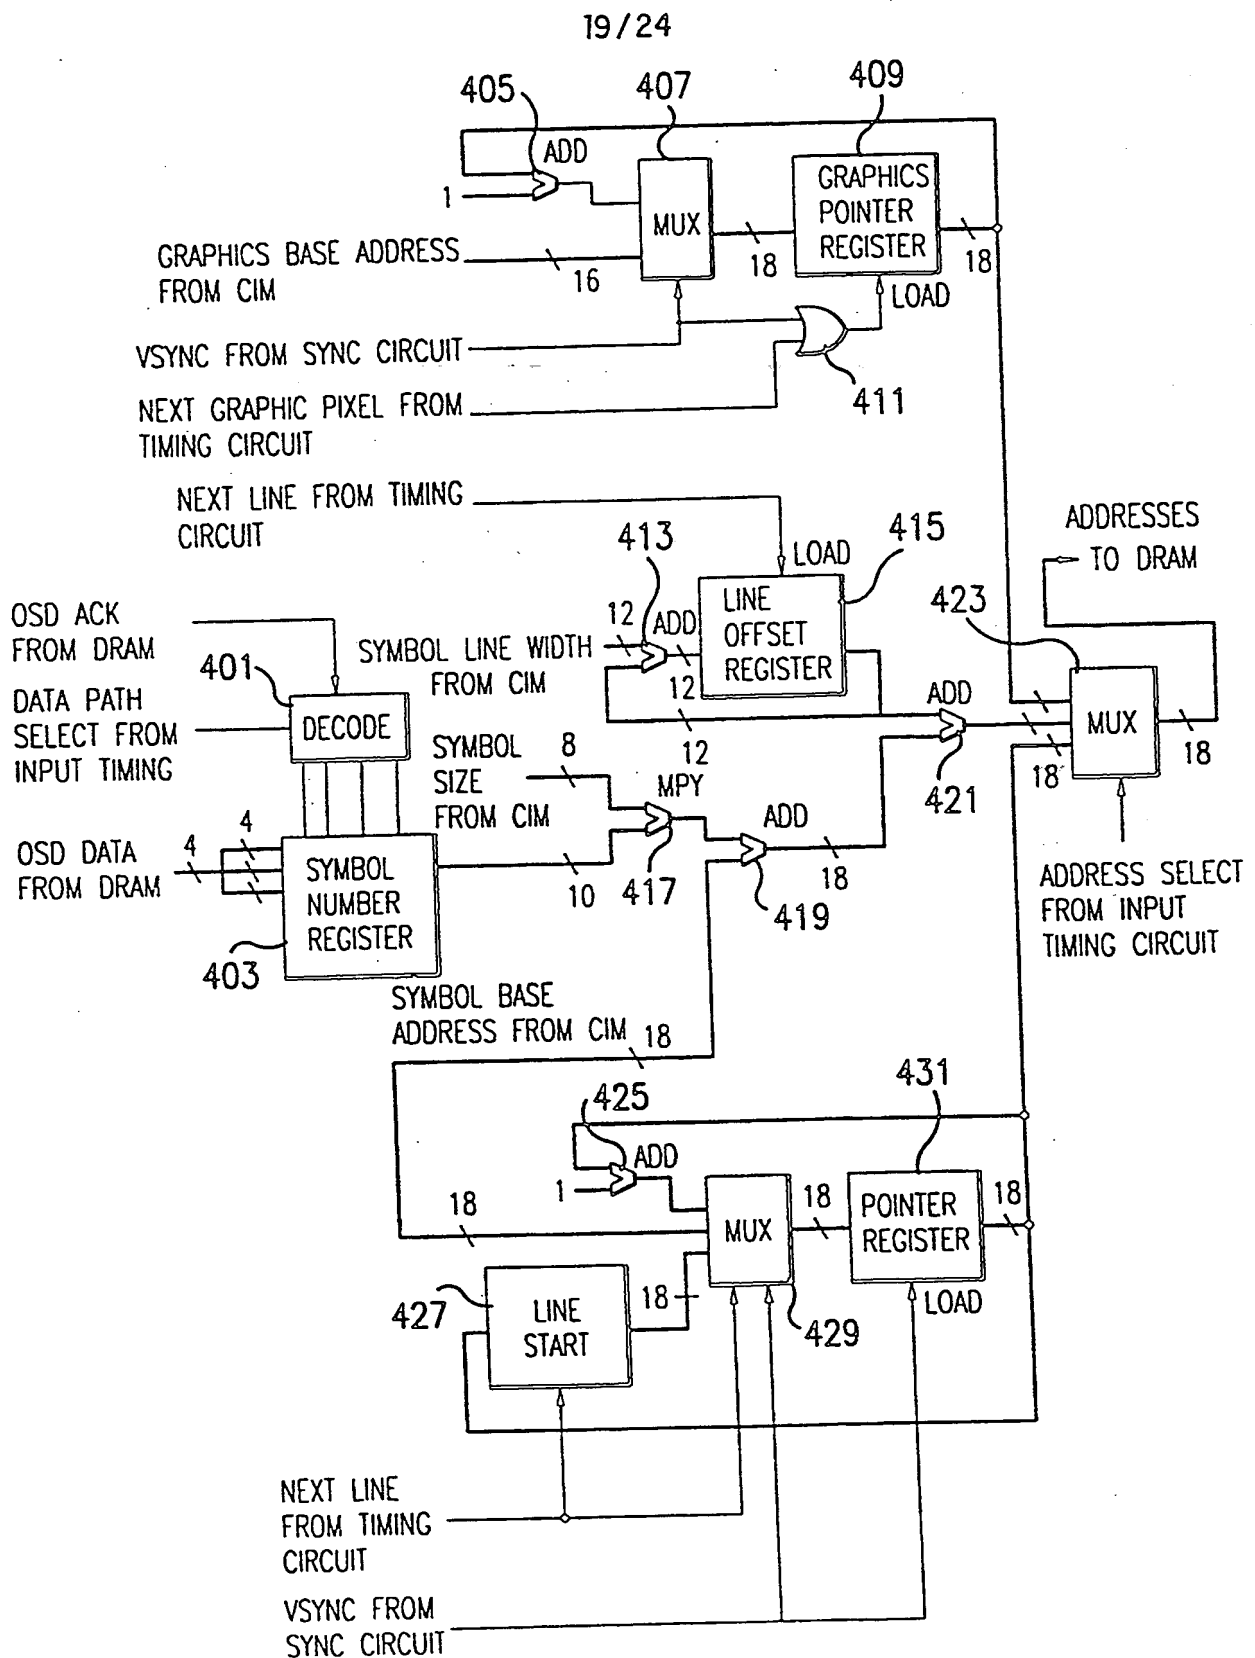 19/24
405
407
409
ADD
1
MUX
GRAPHICS
POINTER
REGISTER
18
18
GRAPHICS BASE ADDRESS
FROM CIM
16
LOAD
VSYNC FROM SYNC CIRCUIT
411
NEXT GRAPHIC PIXEL FROM
TIMING CIRCUIT
NEXT LINE FROM TIMING
CIRCUIT
413
LOAD
415
ADDRESSES
TO DRAM
OSD ACK
FROM DRAM
12
ADD
LINE
OFFSET
REGISTER
423
SYMBOL LINE WIDTH
FROM CIM
12
401
DATA PATH
SELECT FROM
INPUT TIMING
DECODE
12
ADD
MUX
18
18
421
SYMBOL
SIZE
FROM CIM
8
MPY
ADD
OSD DATA
FROM DRAM
4
4
SYMBOL
NUMBER
REGISTER
10
417
18
419
ADDRESS SELECT
FROM INPUT
TIMING CIRCUIT
403
SYMBOL BASE
ADDRESS FROM CIM
18
425
431
ADD
1
18
MUX
18
POINTER
REGISTER
18
427
LINE
START
18
429
LOAD
NEXT LINE
FROM TIMING
CIRCUIT
VSYNC FROM
SYNC CIRCUIT